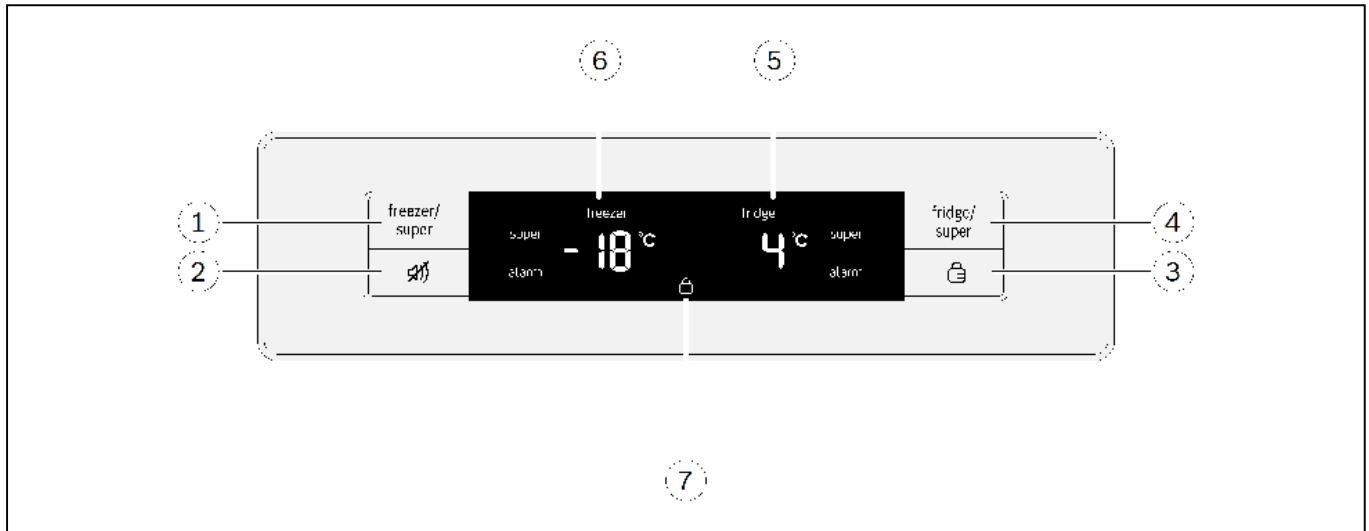 6 5
freezer/
super
freezer
super
-18 °C
alarm
fridge
4 °C
super
alarm
fridge/
super
1
2
4
3
7